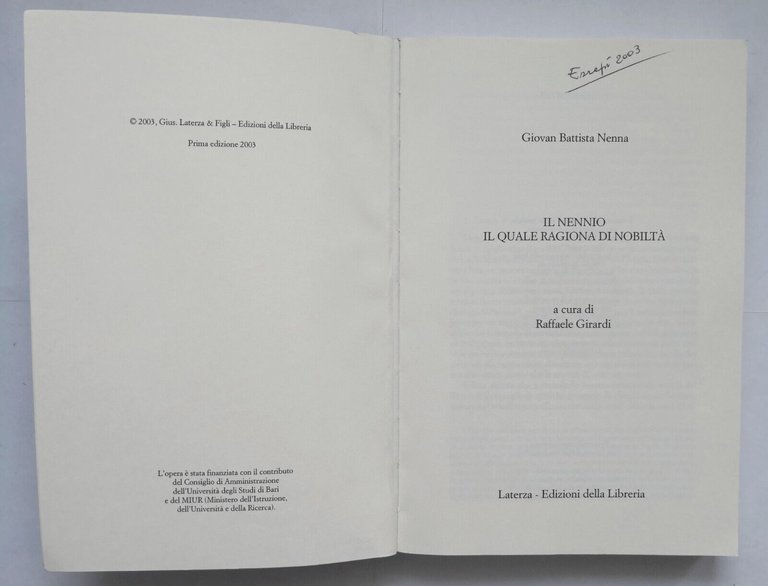 © 2003, Gius. Laterza & Figli – Edizioni della Libreria
Prima edizione 2003
L'opera è stata finanziata con il contributo
del Consiglio di Amministrazione
dell'Università degli Studi di Bari
e del MIUR (Ministero dell'Istruzione,
dell'Università e della Ricerca).
2003
Giovan Battista Nenna
IL NENNIO
IL QUALE RAGIONA DI NOBILTÀ
a cura di
Raffaele Girardi
Laterza - Edizioni della Libreria